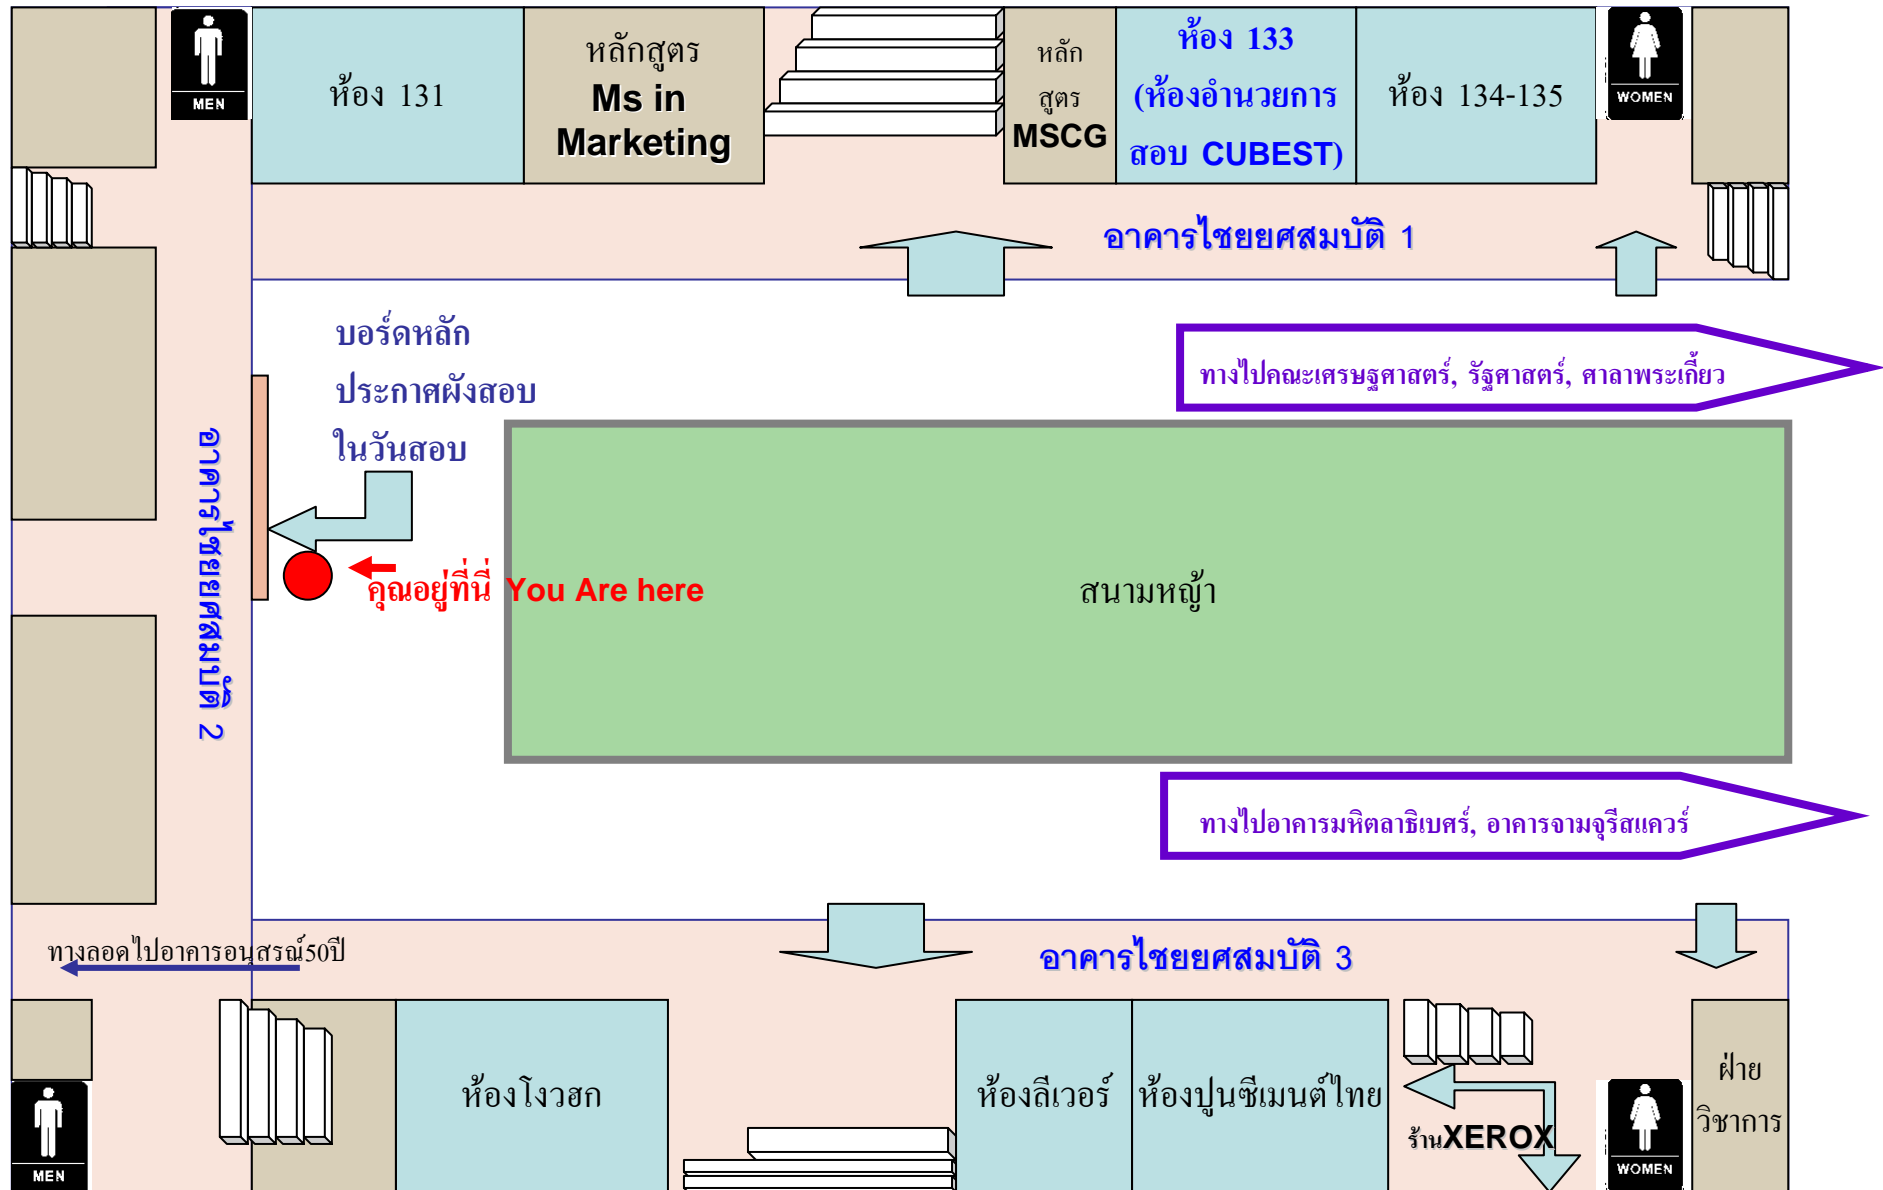 MEN
ห้อง 131
หลักสูตร
Ms in
Marketing
หลัก
สูตร
MSCG
ห้อง 133
(ห้องอำนวยการ
สอบ CUBEST)
ห้อง 134-135
WOMEN
อาคารไชยยศสมบัติ 1
บอร์ดหลัก
ประกาศผังสอบ
ในวันสอบ
ทางไปคณะเศรษฐศาสตร์, รัฐศาสตร์, ศาลาพระเกี้ยว
อาคารไชยยศสมบัติ 2
คุณอยู่ที่นี่ You Are here
สนามหญ้า
ทางไปอาคารมหิตลาธิเบศร์, อาคารจามจุรีสแควร์
ทางลอดไปอาคารอนุสรณ์50ปี
อาคารไชยยศสมบัติ 3
MEN
ห้องโงวฮก
ห้องลีเวอร์
ห้องปูนซีเมนต์ไทย
ร้านXEROX
WOMEN
ฝ่าย
วิชาการ